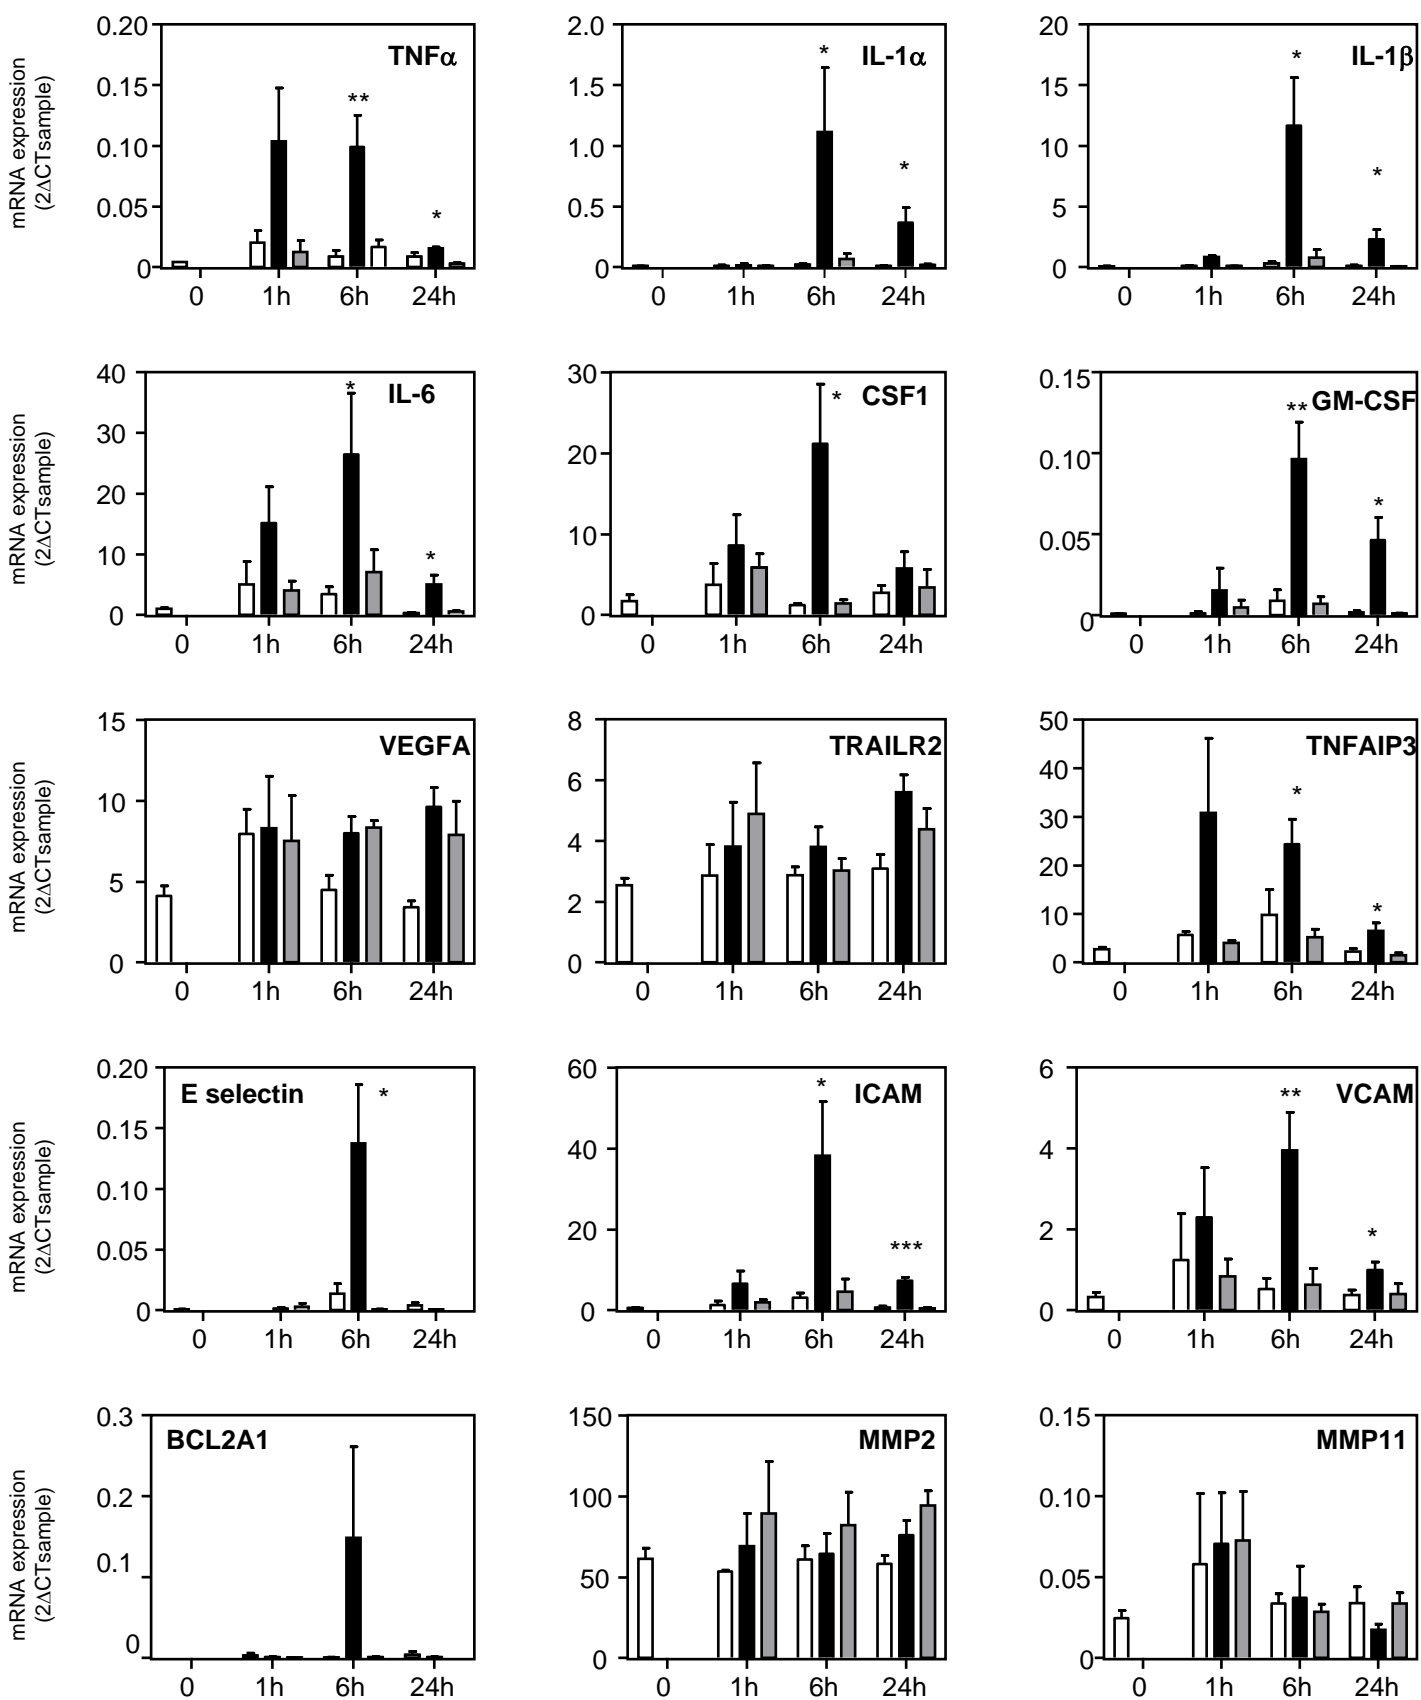 mRNA expression
(2ΔCTsample)
TNFα
**
*
0.20
0.15
0.10
0.05
0
0 1h 6h 24h
IL-1α
*
*
2.0
1.5
1.0
0.5
0
0 1h 6h 24h
IL-1β
*
*
20
15
10
5
0
0 1h 6h 24h
mRNA expression
(2ΔCTsample)
IL-6
*
*
40
30
20
10
0
0 1h 6h 24h
CSF1
*
30
20
10
0
0 1h 6h 24h
GM-CSF
**
*
0.15
0.10
0.05
0
0 1h 6h 24h
mRNA expression
(2ΔCTsample)
VEGFA
15
10
5
0
0 1h 6h 24h
TRAILR2
8
6
4
2
0
0 1h 6h 24h
TNFAIP3
*
*
50
40
30
20
10
0
0 1h 6h 24h
mRNA expression
(2ΔCTsample)
E selectin
*
0.20
0.15
0.10
0.05
0
0 1h 6h 24h
ICAM
*
***
60
40
20
0
0 1h 6h 24h
VCAM
**
*
6
4
2
0
0 1h 6h 24h
mRNA expression
(2ΔCTsample)
BCL2A1
0.3
0.2
0.1
0
0 1h 6h 24h
MMP2
150
100
50
0
0 1h 6h 24h
MMP11
0.15
0.10
0.05
0
0 1h 6h 24h